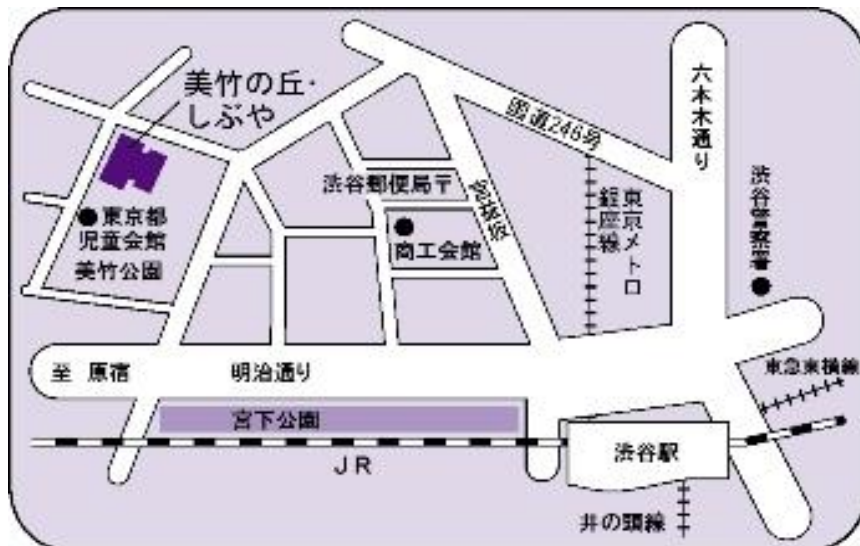 美竹の丘・
しぶや
国道246号
六本木通り
渋谷郵便局〒
宮益坂
東京メトロ
銀座線
渋谷警察署
東京都
児童会館
美竹公園
商工会館
至 原宿
明治通り
東急東横線
宮下公園
JR
渋谷駅
井の頭線